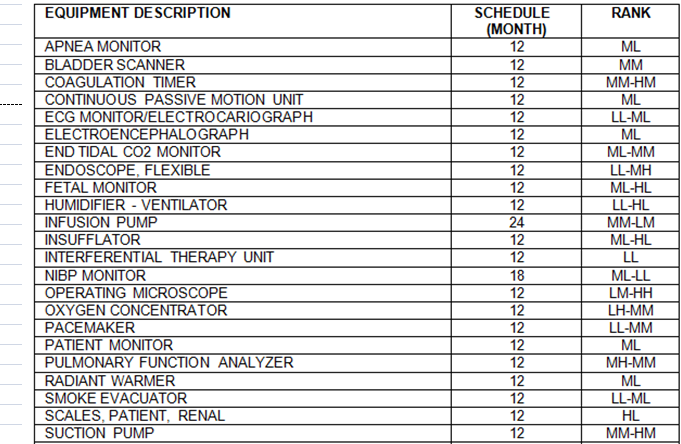 EQUIPMENT DESCRIPTION SCHEDULE (MONTH) RANK
APNEA MONITOR 12 ML
BLADDER SCANNER 12 MM
COAGULATION TIMER 12 MM-HM
CONTINUOUS PASSIVE MOTION UNIT 12 ML
ECG MONITOR/ELECTROCARIOGRAPH 12 LL-ML
ELECTROENCEPHALOGRAPH 12 ML
END TIDAL CO2 MONITOR 12 ML-MM
ENDOSCOPE, FLEXIBLE 12 LL-MH
FETAL MONITOR 12 ML-HL
HUMIDIFIER - VENTILATOR 12 LL-HL
INFUSION PUMP 24 MM-LM
INSUFFLATOR 12 ML-HL
INTERFERENTIAL THERAPY UNIT 12 LL
NIBP MONITOR 18 ML-LL
OPERATING MICROSCOPE 12 LM-HH
OXYGEN CONCENTRATOR 12 LH-MM
PACEMAKER 12 LL-MM
PATIENT MONITOR 12 ML
PULMONARY FUNCTION ANALYZER 12 MH-MM
RADIANT WARMER 12 ML
SMOKE EVACUATOR 12 LL-ML
SCALES, PATIENT, RENAL 12 HL
SUCTION PUMP 12 MM-HM